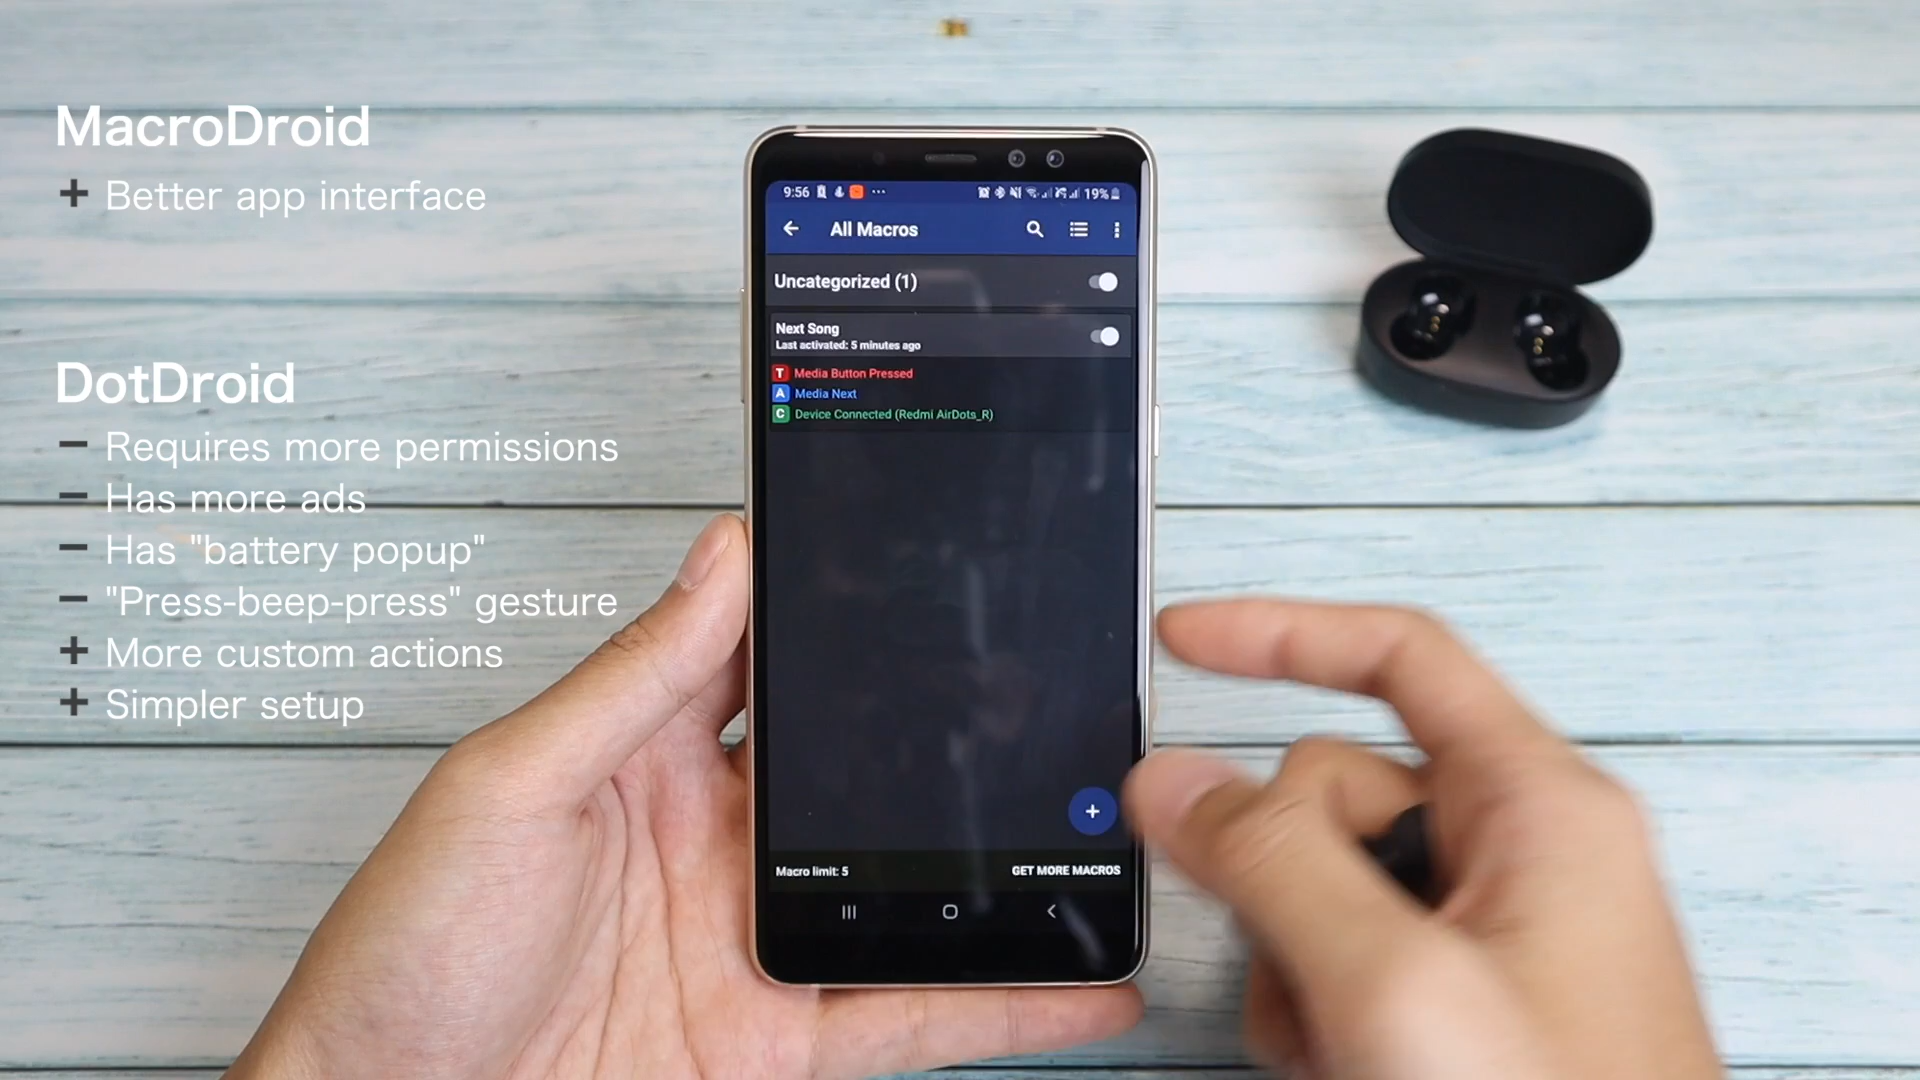 MacroDroid
+ Better app interface
DotDroid
− Requires more permissions
− Has more ads
− Has "battery popup"
− "Press-beep-press" gesture
+ More custom actions
+ Simpler setup
9:56 ... 19%
All Macros
Uncategorized (1)
Next Song
Last activated: 5 minutes ago
T Media Button Pressed
A Media Next
C Device Connected (Redmi AirDots_R)
+
Macro limit: 5 GET MORE MACROS